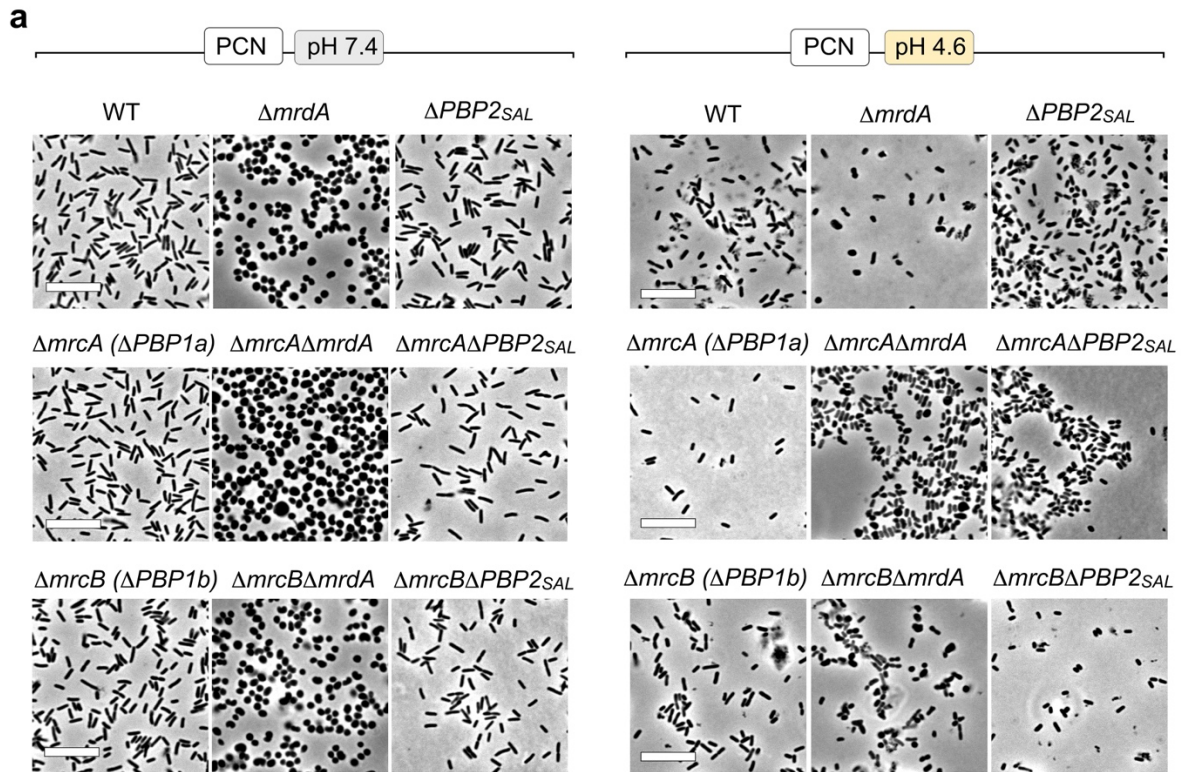 a
PCN pH 7.4
PCN pH 4.6
WT ΔmrdA ΔPBP2SAL
WT ΔmrdA ΔPBP2SAL
ΔmrcA (ΔPBP1a) ΔmrcAΔmrdA ΔmrcAΔPBP2SAL
ΔmrcA (ΔPBP1a) ΔmrcAΔmrdA ΔmrcAΔPBP2SAL
ΔmrcB (ΔPBP1b) ΔmrcBΔmrdA ΔmrcBΔPBP2SAL
ΔmrcB (ΔPBP1b) ΔmrcBΔmrdA ΔmrcBΔPBP2SAL